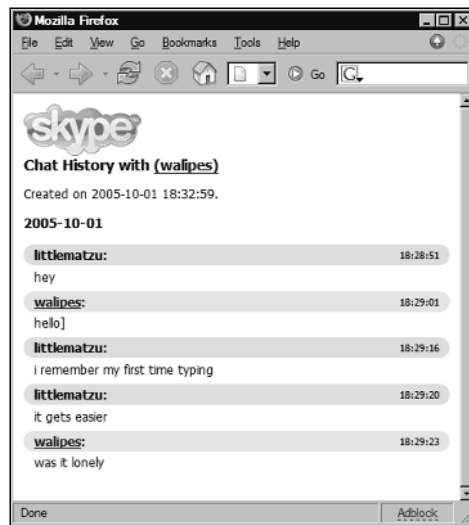 Mozilla Firefox
File Edit View Go Bookmarks Tools Help
Go G
skype
Chat History with (walipes)
Created on 2005-10-01 18:32:59.
2005-10-01
littlematzu: 18:28:51
hey
walipes: 18:29:01
hello]
littlematzu: 18:29:16
i remember my first time typing
littlematzu: 18:29:20
it gets easier
walipes: 18:29:23
was it lonely
Done Adblock